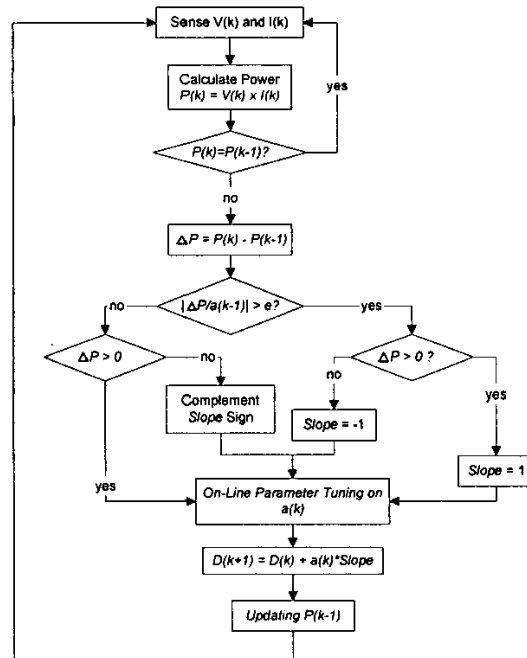 Sense V(k) and I(k)
Calculate Power
P(k) = V(k) x I(k)
yes
P(k)=P(k-1)?
no
ΔP = P(k) - P(k-1)
no
|ΔP/a(k-1)| > e?
yes
ΔP > 0
no
ΔP > 0 ?
no
yes
Complement
Slope Sign
Slope = -1
Slope = 1
yes
On-Line Parameter Tuning on
a(k)
D(k+1) = D(k) + a(k)*Slope
Updating P(k-1)